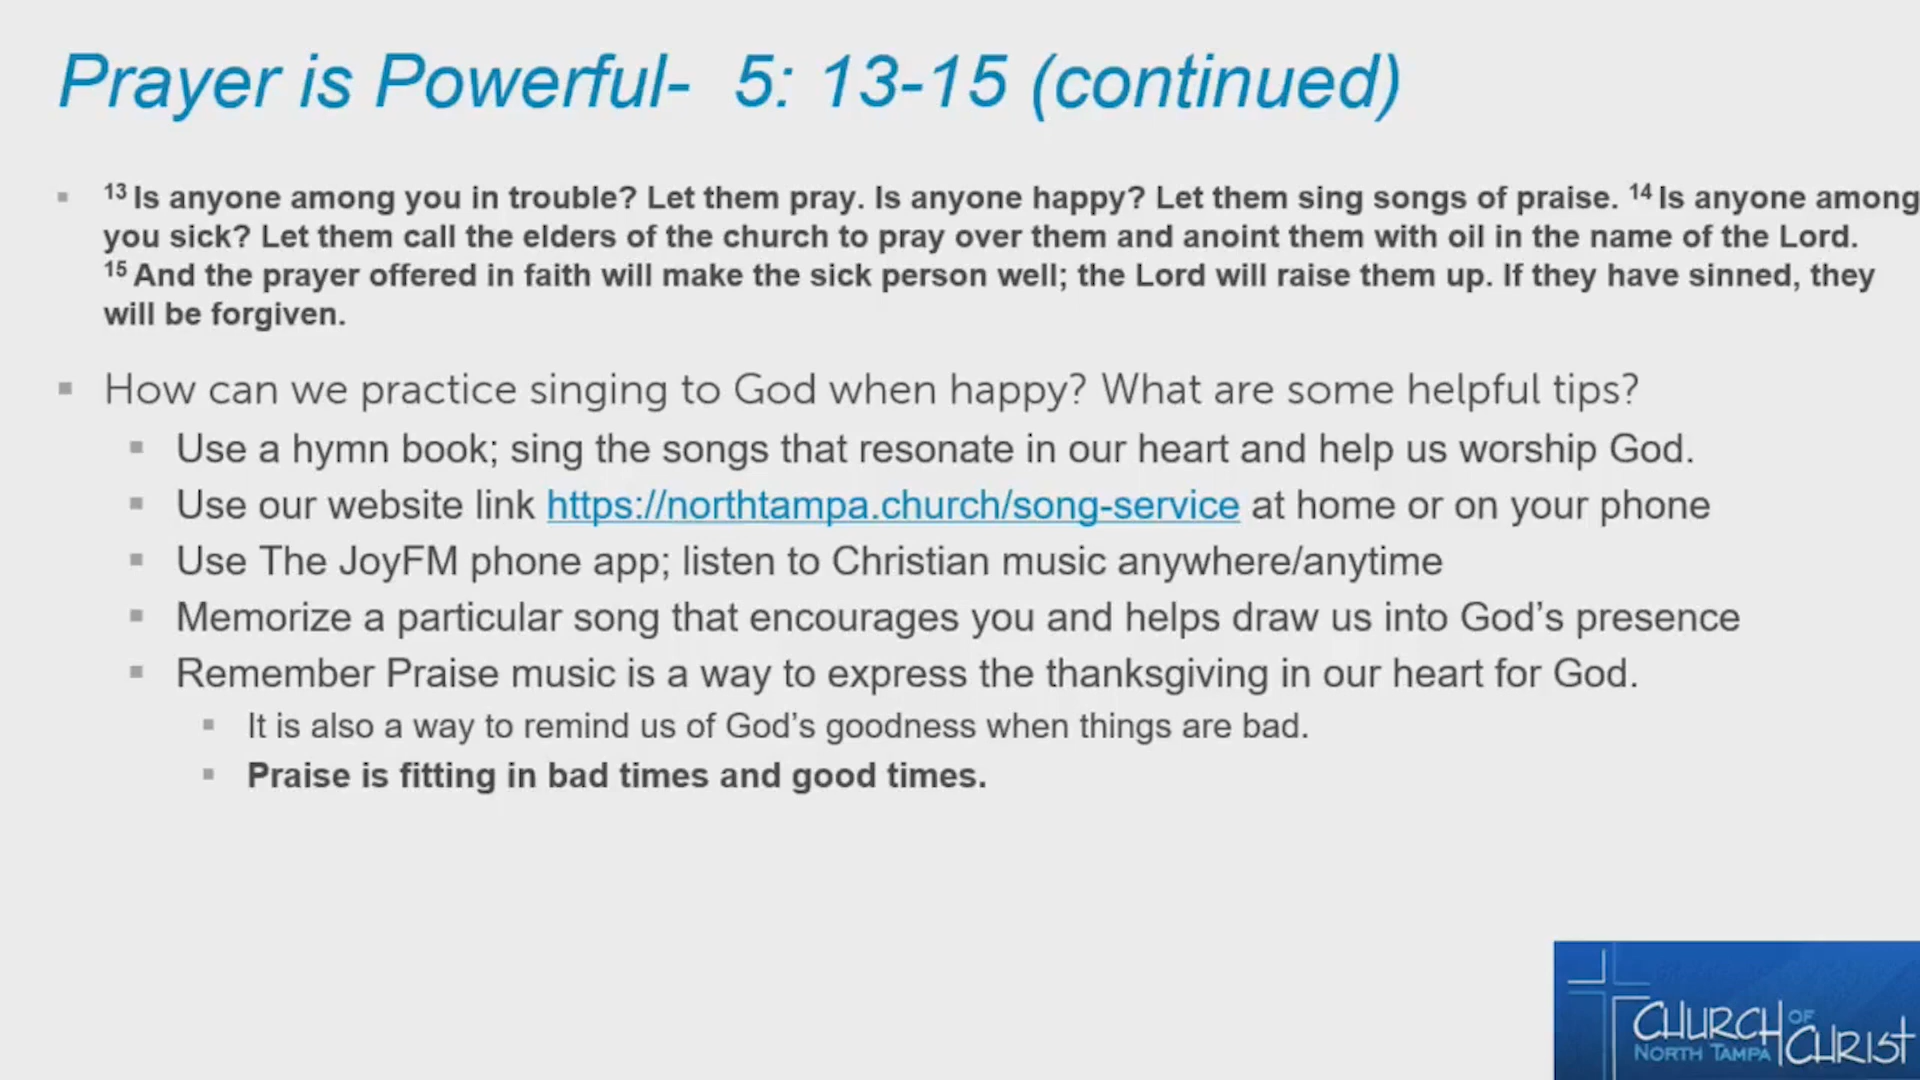 Prayer is Powerful-  5: 13-15 (continued)
13 Is anyone among you in trouble? Let them pray. Is anyone happy? Let them sing songs of praise. 14 Is anyone among
you sick? Let them call the elders of the church to pray over them and anoint them with oil in the name of the Lord.
15 And the prayer offered in faith will make the sick person well; the Lord will raise them up. If they have sinned, they
will be forgiven.
How can we practice singing to God when happy? What are some helpful tips?
Use a hymn book; sing the songs that resonate in our heart and help us worship God.
Use our website link https://northtampa.church/song-service at home or on your phone
Use The JoyFM phone app; listen to Christian music anywhere/anytime
Memorize a particular song that encourages you and helps draw us into God’s presence
Remember Praise music is a way to express the thanksgiving in our heart for God.
It is also a way to remind us of God’s goodness when things are bad.
Praise is fitting in bad times and good times.
CHURCH OF CHRIST
NORTH TAMPA